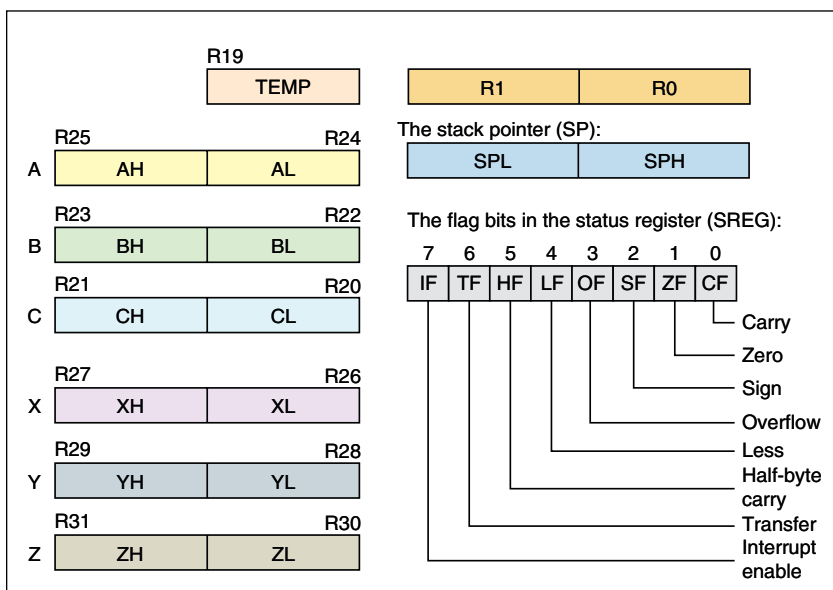 R19
TEMP
R25 R24
A AH AL
R23 R22
B BH BL
R21 R20
C CH CL
R27 R26
X XH XL
R29 R28
Y YH YL
R31 R30
Z ZH ZL
R1 R0
The stack pointer (SP):
SPL SPH
The flag bits in the status register (SREG):
7 6 5 4 3 2 1 0
IF TF HF LF OF SF ZF CF
Carry
Zero
Sign
Overflow
Less
Half-byte
carry
Transfer
Interrupt
enable